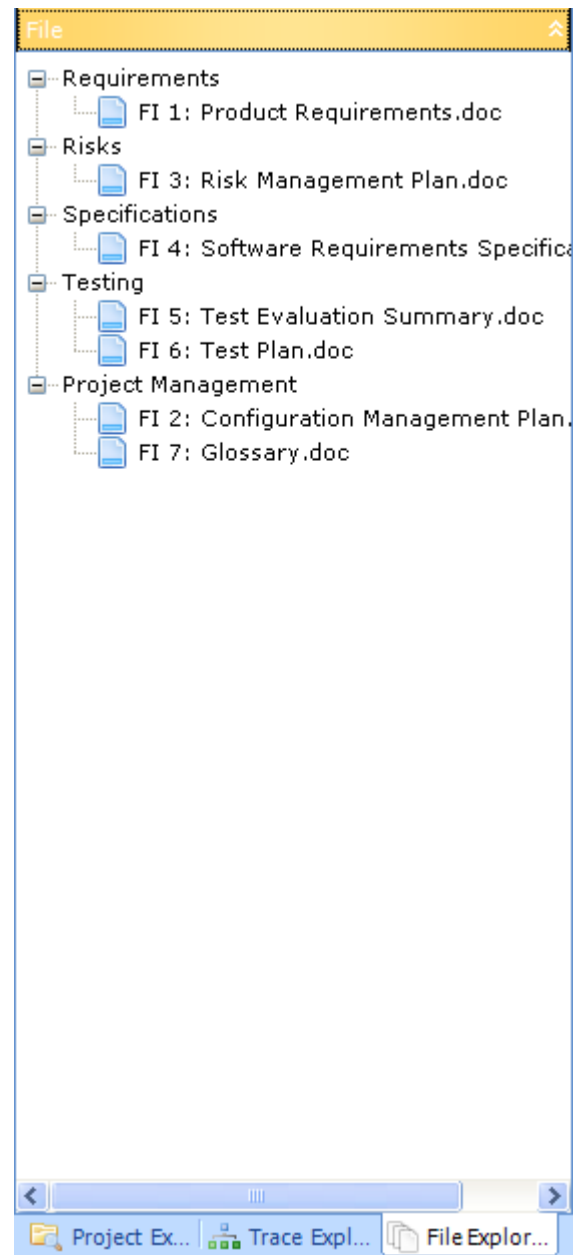 File
Requirements
FI 1: Product Requirements.doc
Risks
FI 3: Risk Management Plan.doc
Specifications
FI 4: Software Requirements Specifica
Testing
FI 5: Test Evaluation Summary.doc
FI 6: Test Plan.doc
Project Management
FI 2: Configuration Management Plan.
FI 7: Glossary.doc
Project Ex... Trace Expl... File Explor...